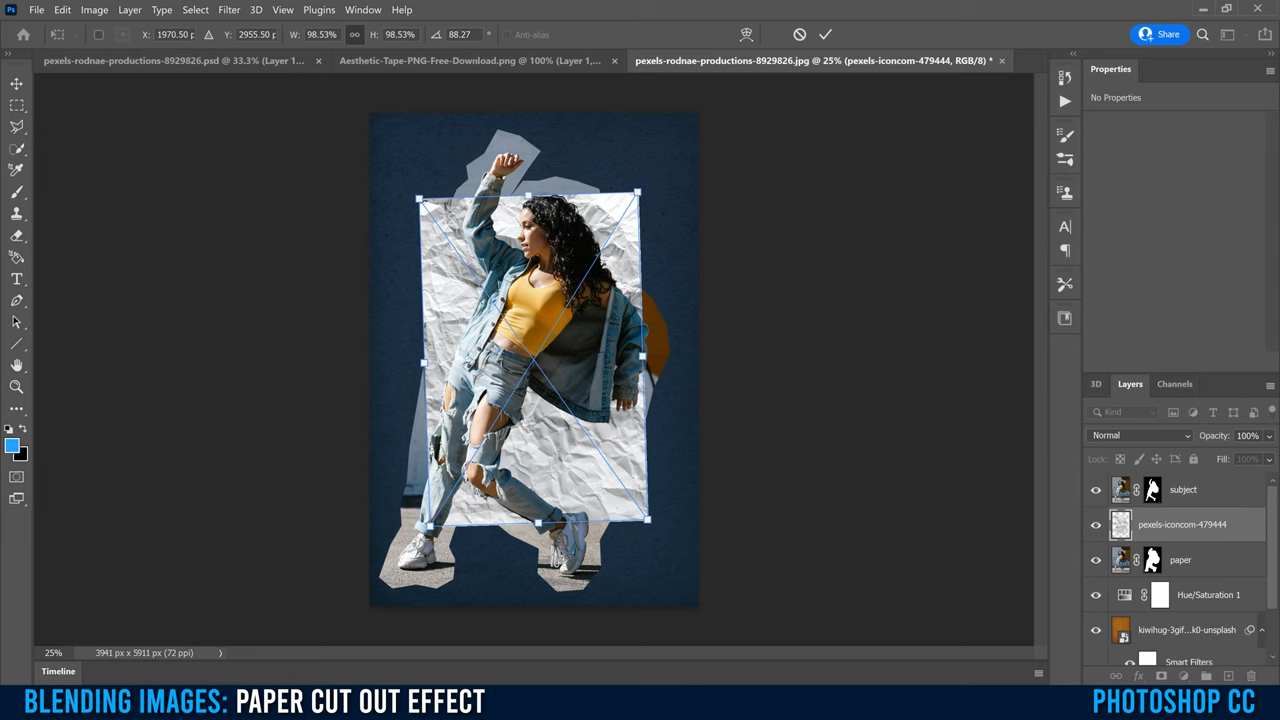 Ps File Edit Image Layer Type Select Filter 3D View Plugins Window Help
X: 1970.50 p Y: 2955.50 p W: 98.53% H: 98.53% 88.27 ° Anti-alias Share
pexels-rodnae-productions-8929826.psd @ 33.3% (Layer 1... × Aesthetic-Tape-PNG-Free-Download.png @ 100% (Layer 1,... × pexels-rodnae-productions-8929826.jpg @ 25% (pexels-iconcom-479444, RGB/8) * ×
Properties
No Properties
3D Layers Channels
Kind
Normal Opacity: 100%
Lock: Fill: 100%
subject
pexels-iconcom-479444
paper
Hue/Saturation 1
kiwihug-3gif...k0-unsplash
Smart Filters
25% 3941 px x 5911 px (72 ppi)
Timeline
BLENDING IMAGES: PAPER CUT OUT EFFECT
PHOTOSHOP CC